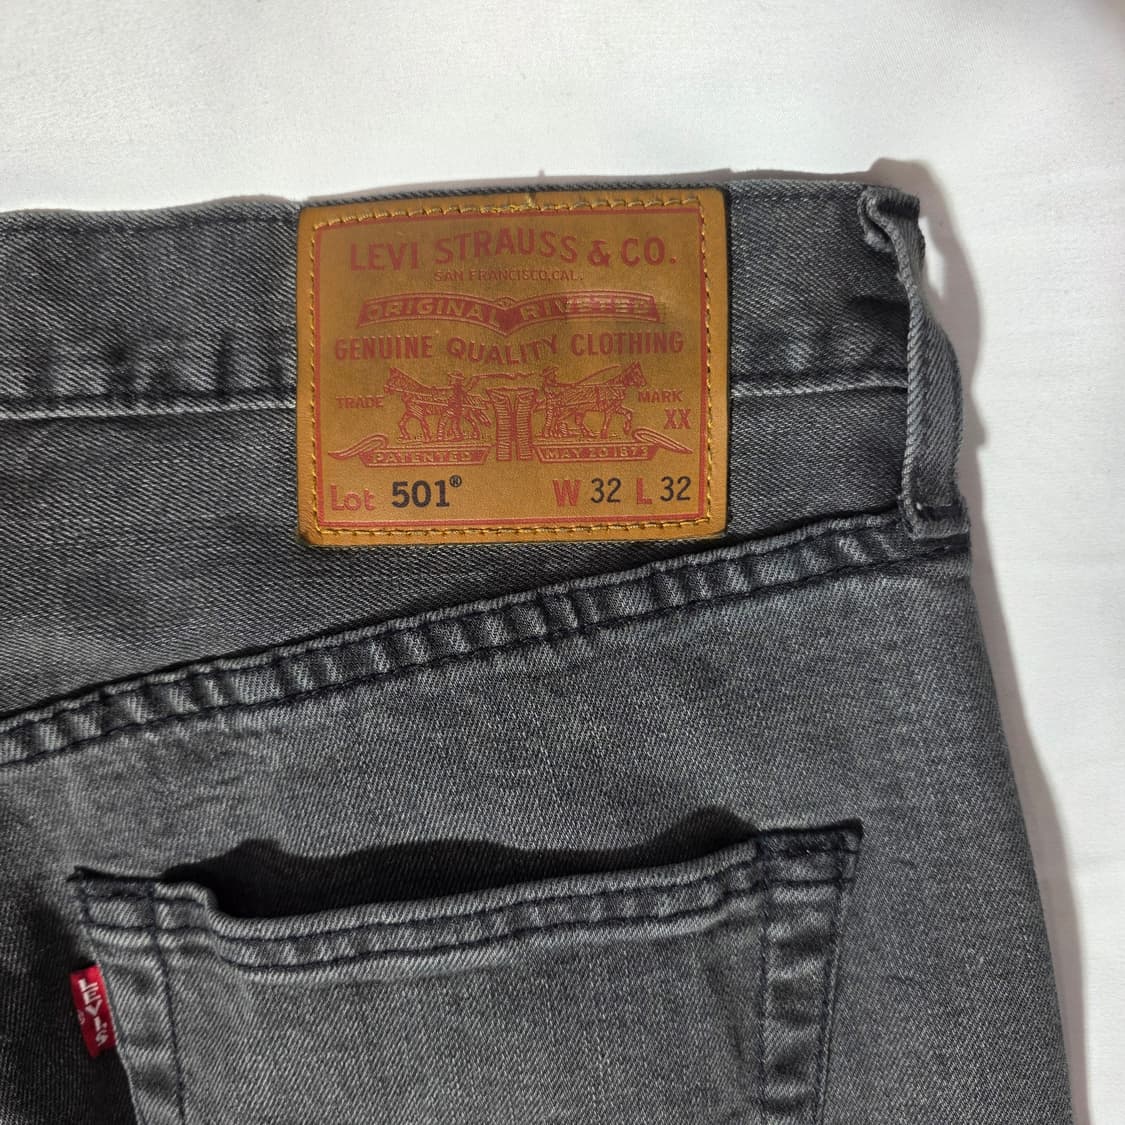 LEVI STRAUSS & CO.
SAN FRANCISCO, CAL.
ORIGINAL RIVETED
GENUINE QUALITY CLOTHING
TRADE MARK
XX
PATENTED MAY 20 1873
Lot 501® W 32 L 32
LEVI'S